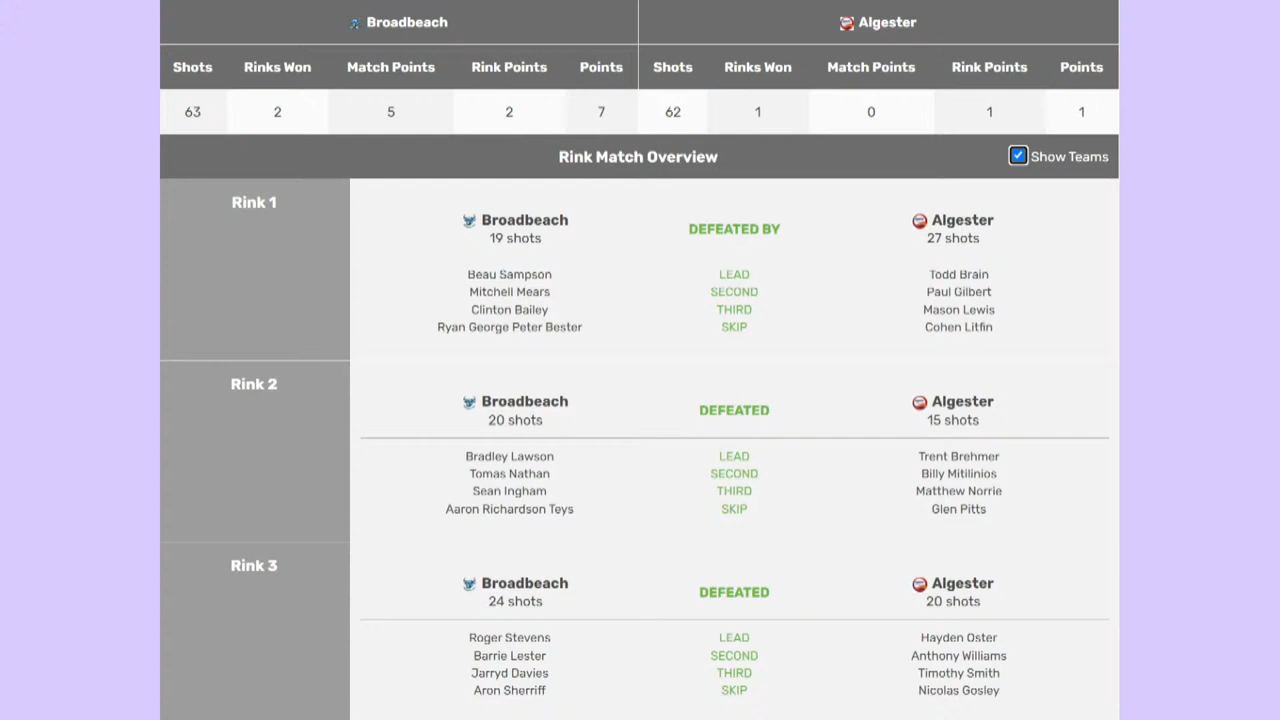 Broadbeach Algester
Shots Rinks Won Match Points Rink Points Points Shots Rinks Won Match Points Rink Points Points
63 2 5 2 7 62 1 0 1 1
Rink Match Overview Show Teams
Rink 1
Broadbeach DEFEATED BY Algester
19 shots 27 shots
Beau Sampson LEAD Todd Brain
Mitchell Mears SECOND Paul Gilbert
Clinton Bailey THIRD Mason Lewis
Ryan George Peter Bester SKIP Cohen Litfin
Rink 2
Broadbeach DEFEATED Algester
20 shots 15 shots
Bradley Lawson LEAD Trent Brehmer
Tomas Nathan SECOND Billy Mitilinios
Sean Ingham THIRD Matthew Norrie
Aaron Richardson Teys SKIP Glen Pitts
Rink 3
Broadbeach DEFEATED Algester
24 shots 20 shots
Roger Stevens LEAD Hayden Oster
Barrie Lester SECOND Anthony Williams
Jarryd Davies THIRD Timothy Smith
Aron Sherriff SKIP Nicolas Gosley